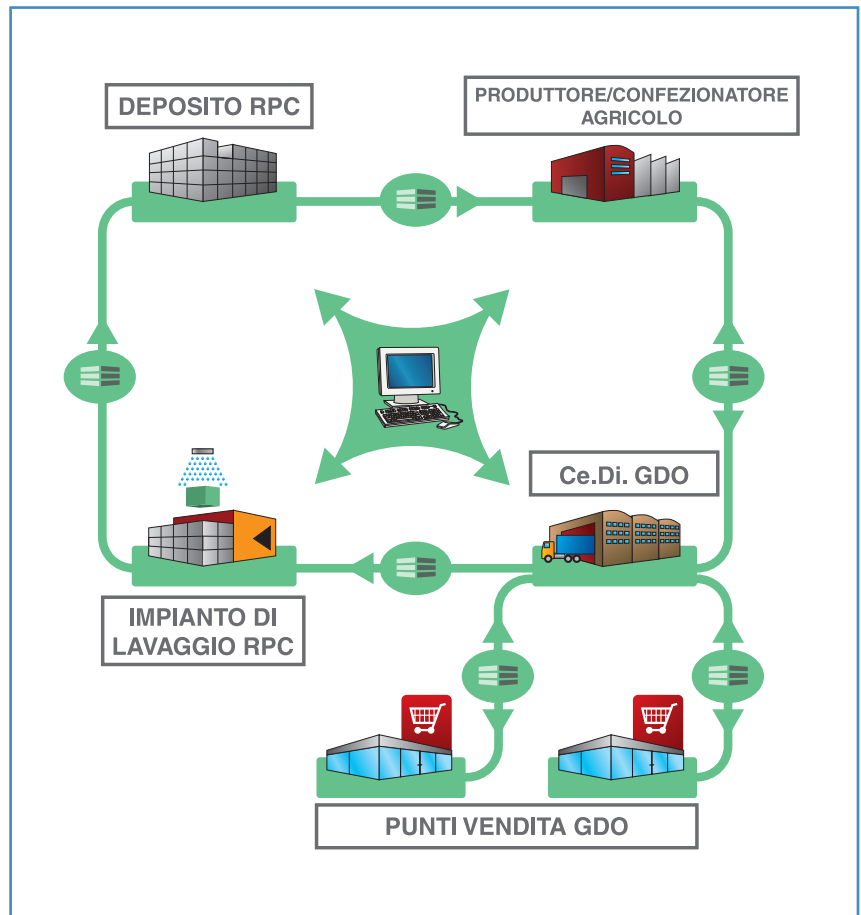 DEPOSITO RPC
PRODUTTORE/CONFEZIONATORE
AGRICOLO
Ce.Di. GDO
IMPIANTO DI
LAVAGGIO RPC
PUNTI VENDITA GDO